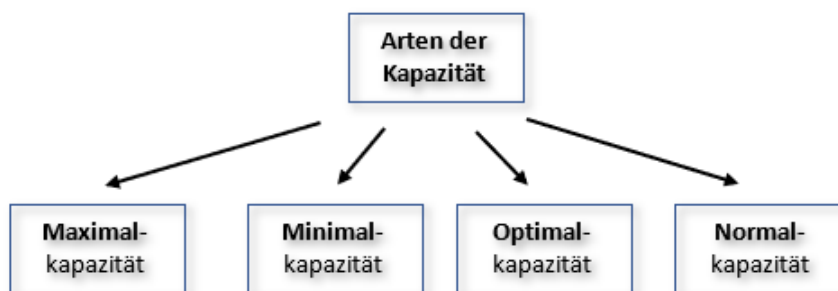 Arten der
Kapazität
Maximal-
kapazität
Minimal-
kapazität
Optimal-
kapazität
Normal-
kapazität